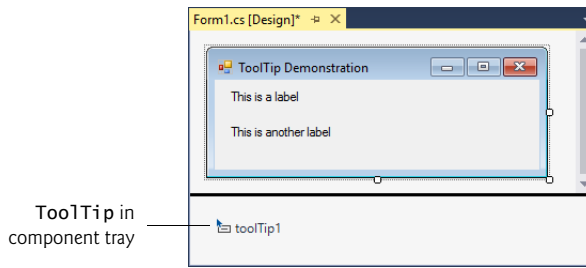 Form1.cs [Design]*
ToolTip Demonstration
This is a label
This is another label
ToolTip in
component tray
toolTip1